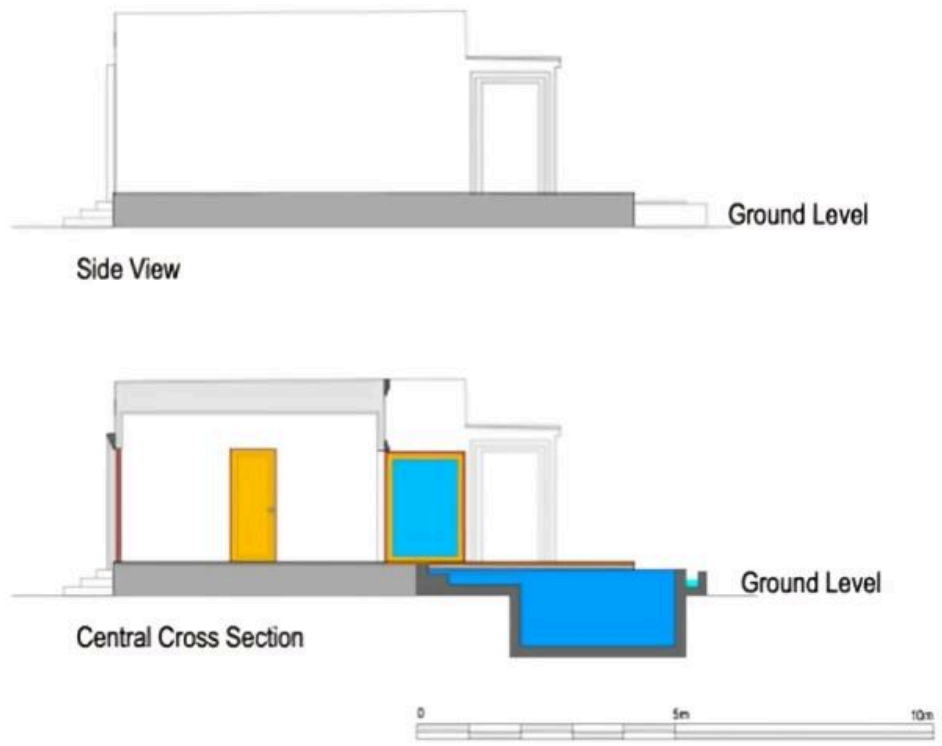 Ground Level
Side View
Ground Level
Central Cross Section
0 5m 10m